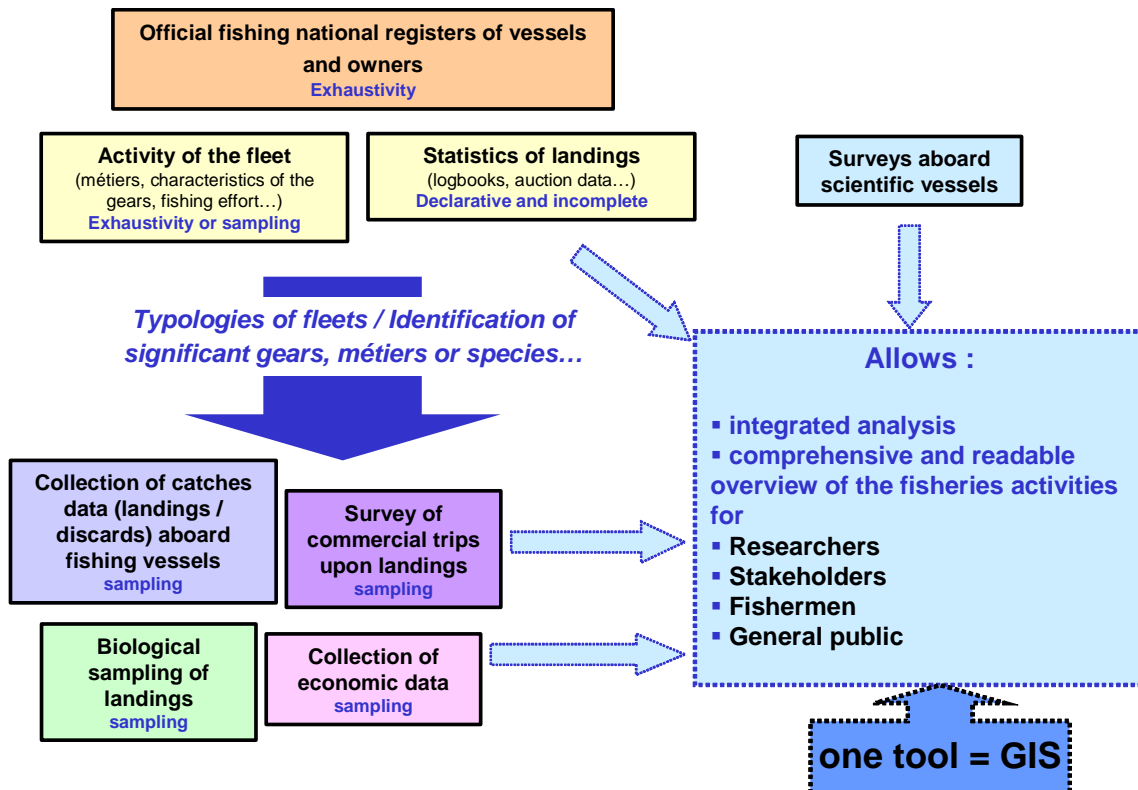 Official fishing national registers of vessels
and owners
Exhaustivity
Activity of the fleet
(métiers, characteristics of the
gears, fishing effort…)
Exhaustivity or sampling
Statistics of landings
(logbooks, auction data…)
Declarative and incomplete
Surveys aboard
scientific vessels
Typologies of fleets / Identification of
significant gears, métiers or species…
Collection of catches
data (landings /
discards) aboard
fishing vessels
sampling
Survey of
commercial trips
upon landings
sampling
Biological
sampling of
landings
sampling
Collection of
economic data
sampling
Allows :
▪ integrated analysis
▪ comprehensive and readable
overview of the fisheries activities
for
▪ Researchers
▪ Stakeholders
▪ Fishermen
▪ General public
one tool = GIS